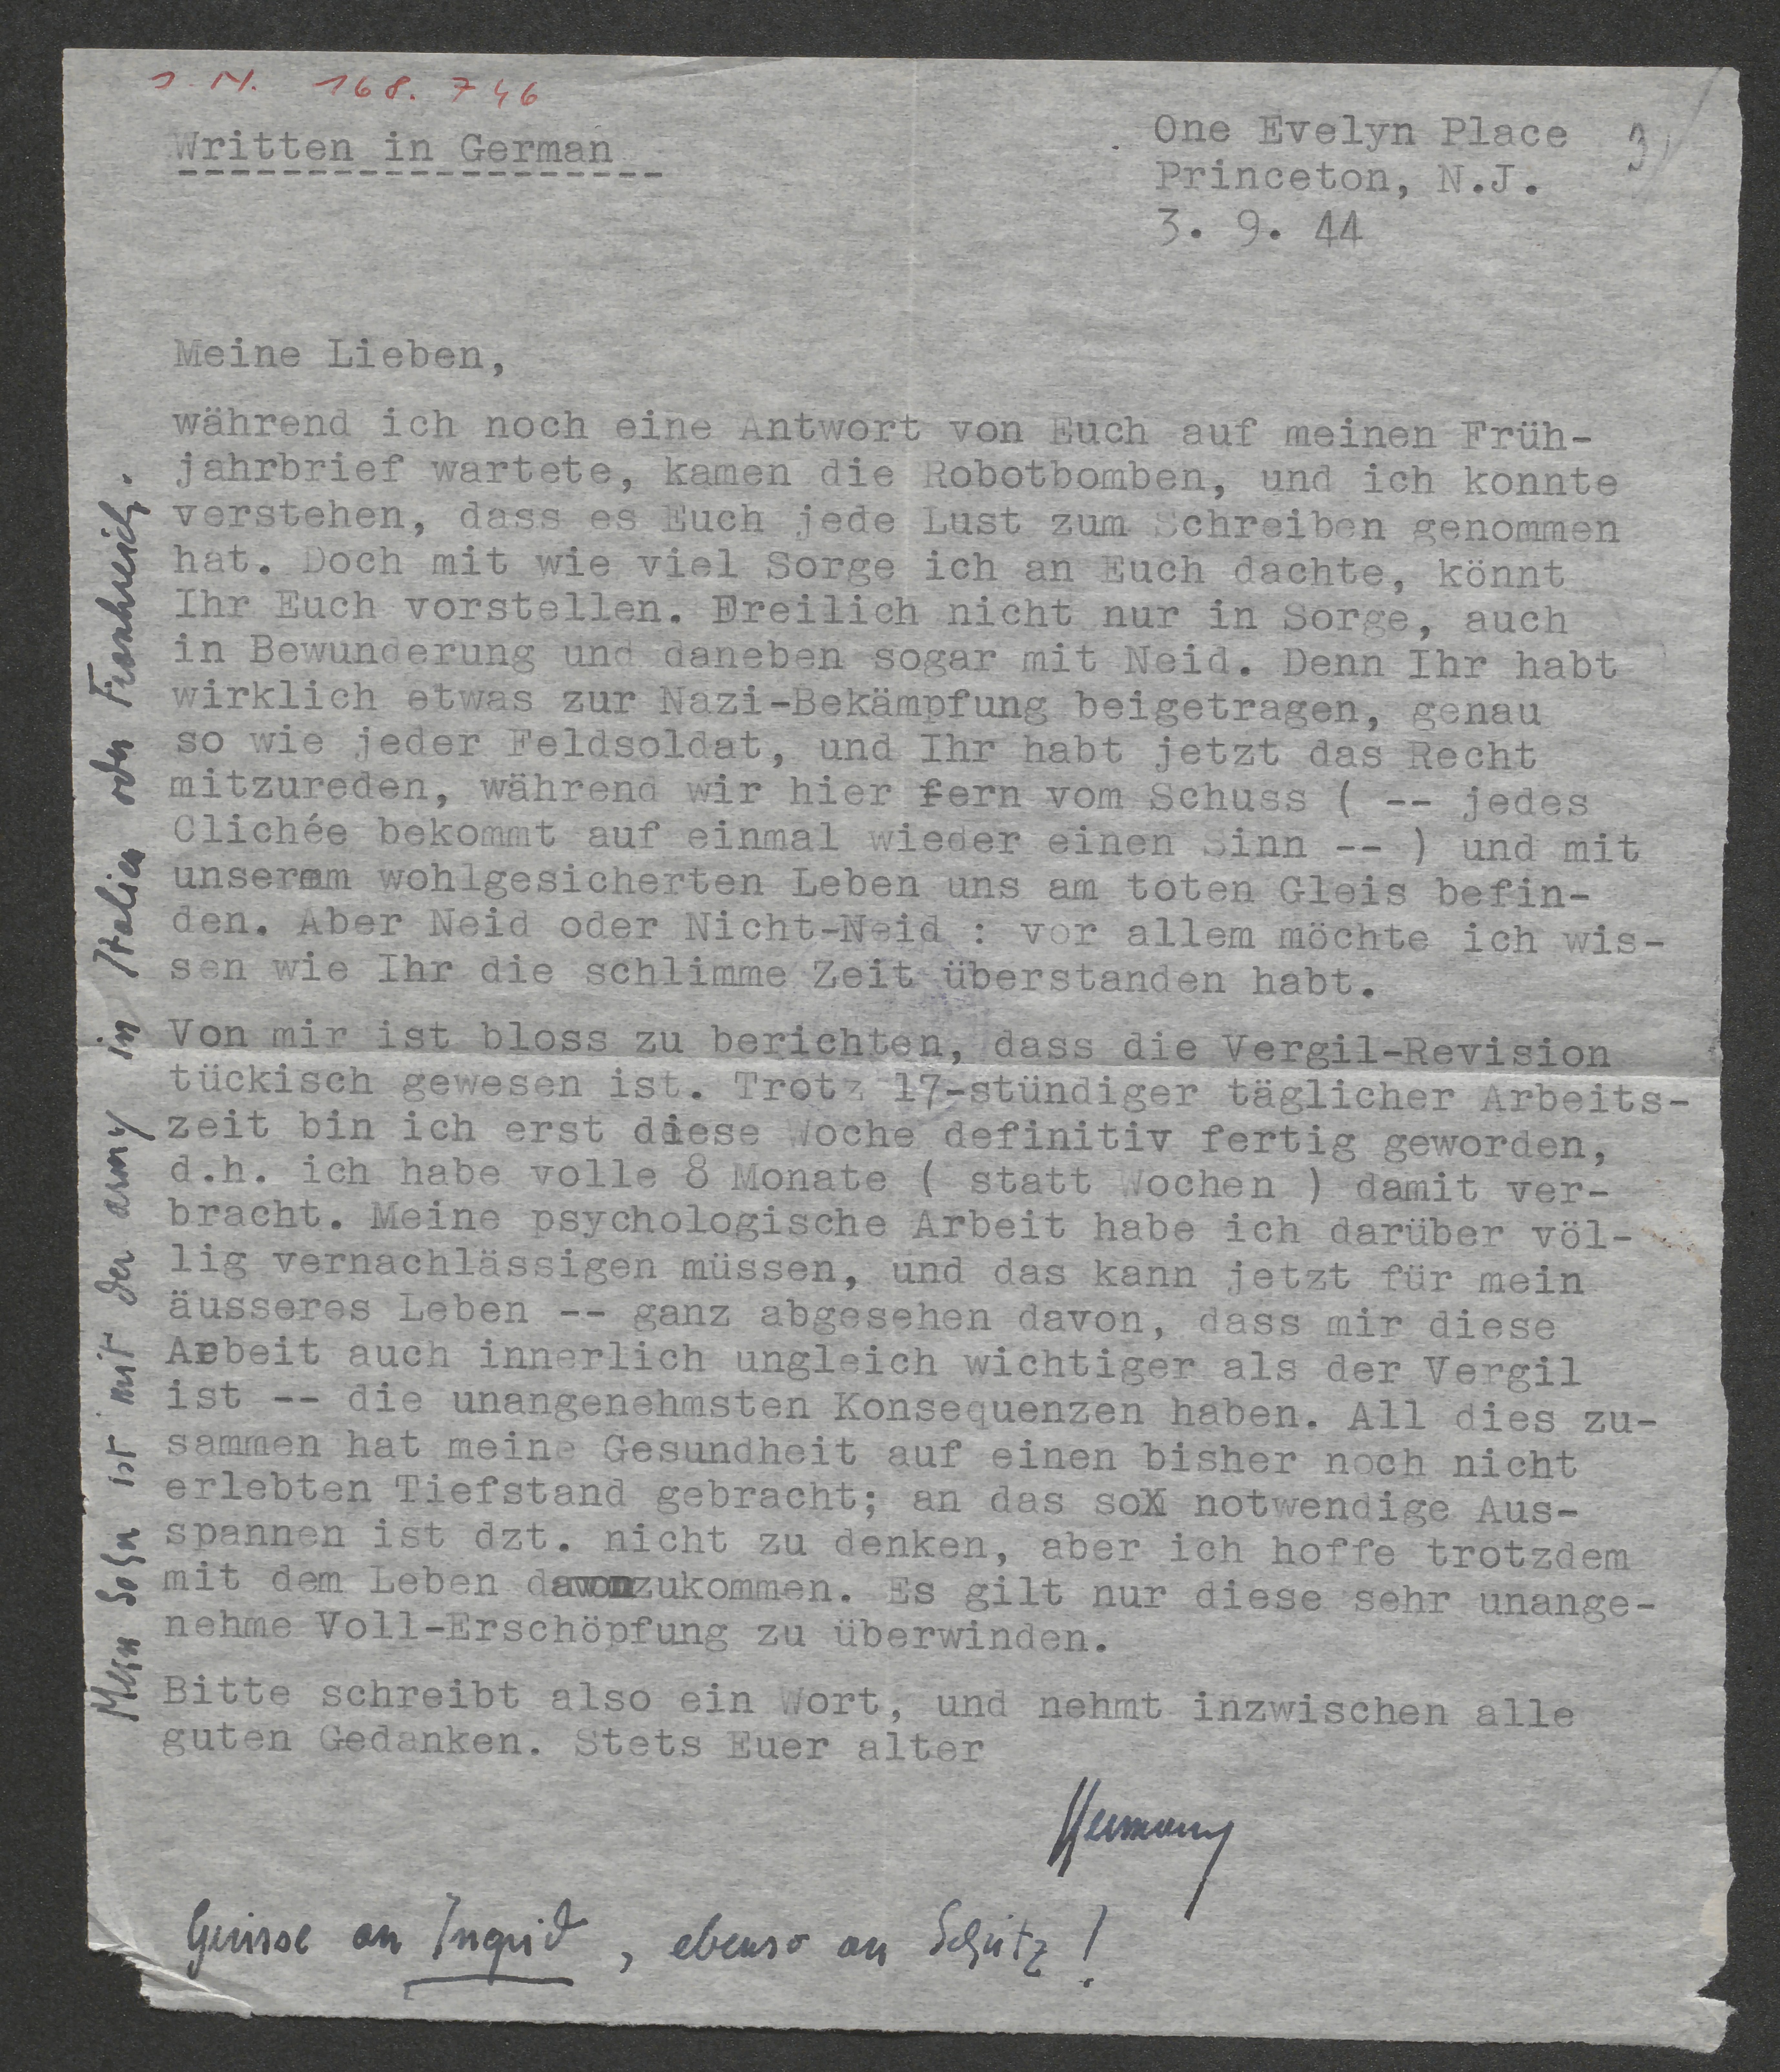 J. N. 168.746
Written in German
One Evelyn Place
Princeton, N.J.
3. 9. 44
3
Meine Lieben,
während ich noch eine Antwort von Euch auf meinen Früh-
jahrbrief wartete, kamen die Robotbomben, und ich konnte
verstehen, dass es Euch jede Lust zum Schreiben genommen
hat. Doch mit wie viel Sorge ich an Euch dachte, könnt
Ihr Euch vorstellen. Freilich nicht nur in Sorge, auch
in Bewunderung und daneben sogar mit Neid. Denn Ihr habt
wirklich etwas zur Nazi-Bekämpfung beigetragen, genau
so wie jeder Feldsoldat, und Ihr habt jetzt das Recht
mitzureden, während wir hier fern vom Schuss ( -- jedes
Clichée bekommt auf einmal wieder einen Sinn -- ) und mit
unserem wohlgesicherten Leben uns am toten Gleis befin-
den. Aber Neid oder Nicht-Neid : vor allem möchte ich wis-
sen wie Ihr die schlimme Zeit überstanden habt.
Von mir ist bloss zu berichten, dass die Vergil-Revision
tückisch gewesen ist. Trotz 17-stündiger täglicher Arbeits-
zeit bin ich erst diese Woche definitiv fertig geworden,
d.h. ich habe volle 8 Monate ( statt Wochen ) damit ver-
bracht. Meine psychologische Arbeit habe ich darüber völ-
lig vernachlässigen müssen, und das kann jetzt für mein
äusseres Leben -- ganz abgesehen davon, dass mir diese
Arbeit auch innerlich ungleich wichtiger als der Vergil
ist -- die unangenehmsten Konsequenzen haben. All dies zu-
sammen hat meine Gesundheit auf einen bisher noch nicht
erlebten Tiefstand gebracht; an das so notwendige Aus-
spannen ist dzt. nicht zu denken, aber ich hoffe trotzdem
mit dem Leben davonzukommen. Es gilt nur diese sehr unange-
nehme Voll-Erschöpfung zu überwinden.
Bitte schreibt also ein Wort, und nehmt inzwischen alle
guten Gedanken. Stets Euer alter
Hermann
Grüsse an Ingrid, ebenso an Schütz!
Mein Sohn ist mit der army in Italien oder Frankreich.